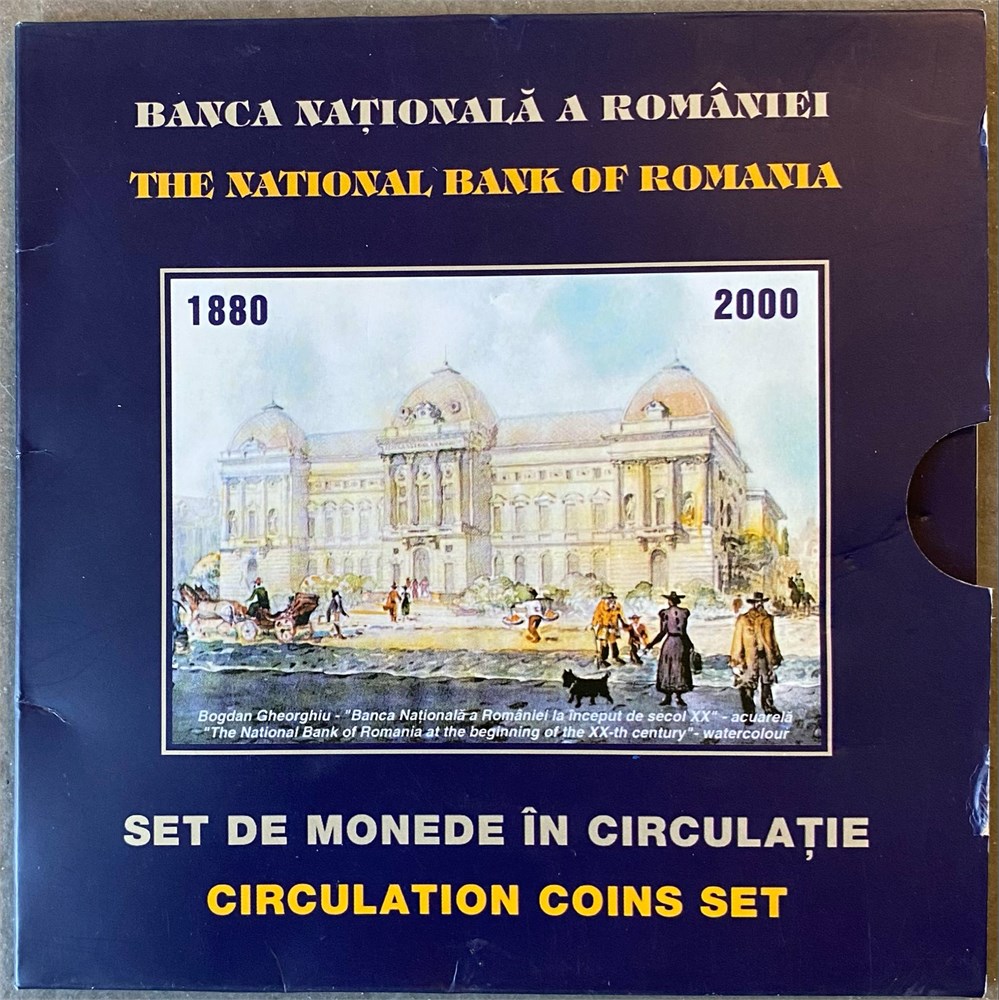 BANCA NAȚIONALĂ A ROMÂNIEI
THE NATIONAL BANK OF ROMANIA
1880 2000
Bogdan Gheorghiu - "Banca Națională a României la început de secol XX" - acuarelă
"The National Bank of Romania at the beginning of the XX-th century"- watercolour
SET DE MONEDE ÎN CIRCULAȚIE
CIRCULATION COINS SET